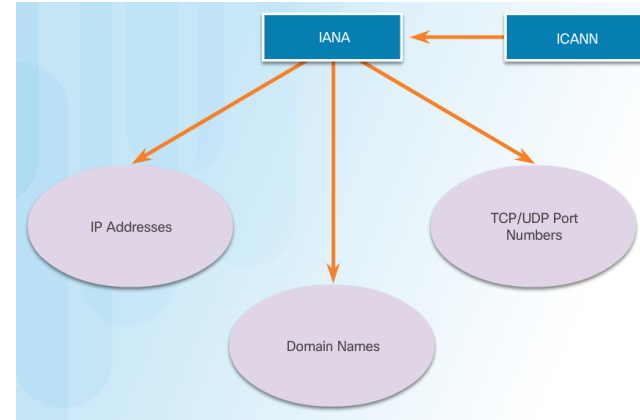 IANA
ICANN
IP Addresses
TCP/UDP Port
Numbers
Domain Names